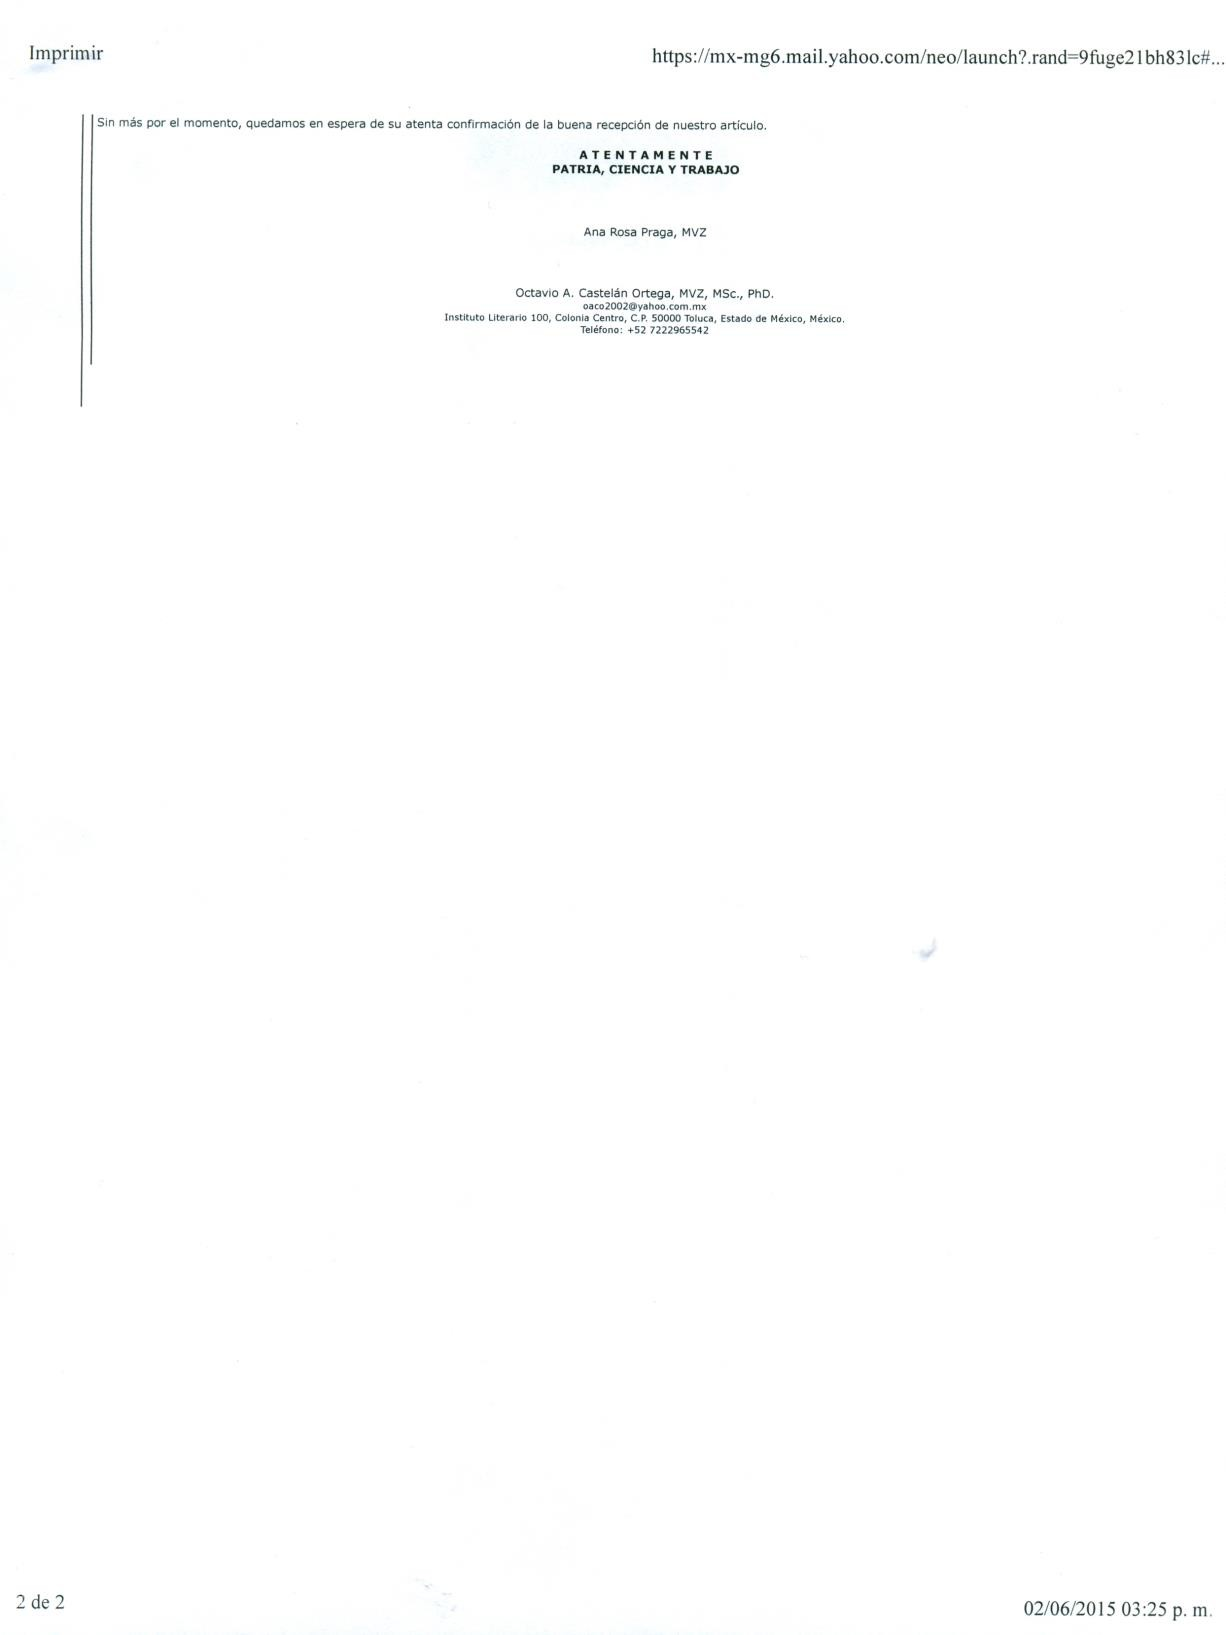 Imprimir
https://mx-mg6.mail.yahoo.com/neo/launch?.rand=9fuge21bh83lc#...
Sin más por el momento, quedamos en espera de su atenta confirmación de la buena recepción de nuestro artículo.
A T E N T A M E N T E
PATRIA, CIENCIA Y TRABAJO
Ana Rosa Praga, MVZ
Octavio A. Castelán Ortega, MVZ, MSc., PhD.
oaco2002@yahoo.com.mx
Instituto Literario 100, Colonia Centro, C.P. 50000 Toluca, Estado de México, México.
Teléfono: +52 7222965542
2 de 2
02/06/2015 03:25 p. m.